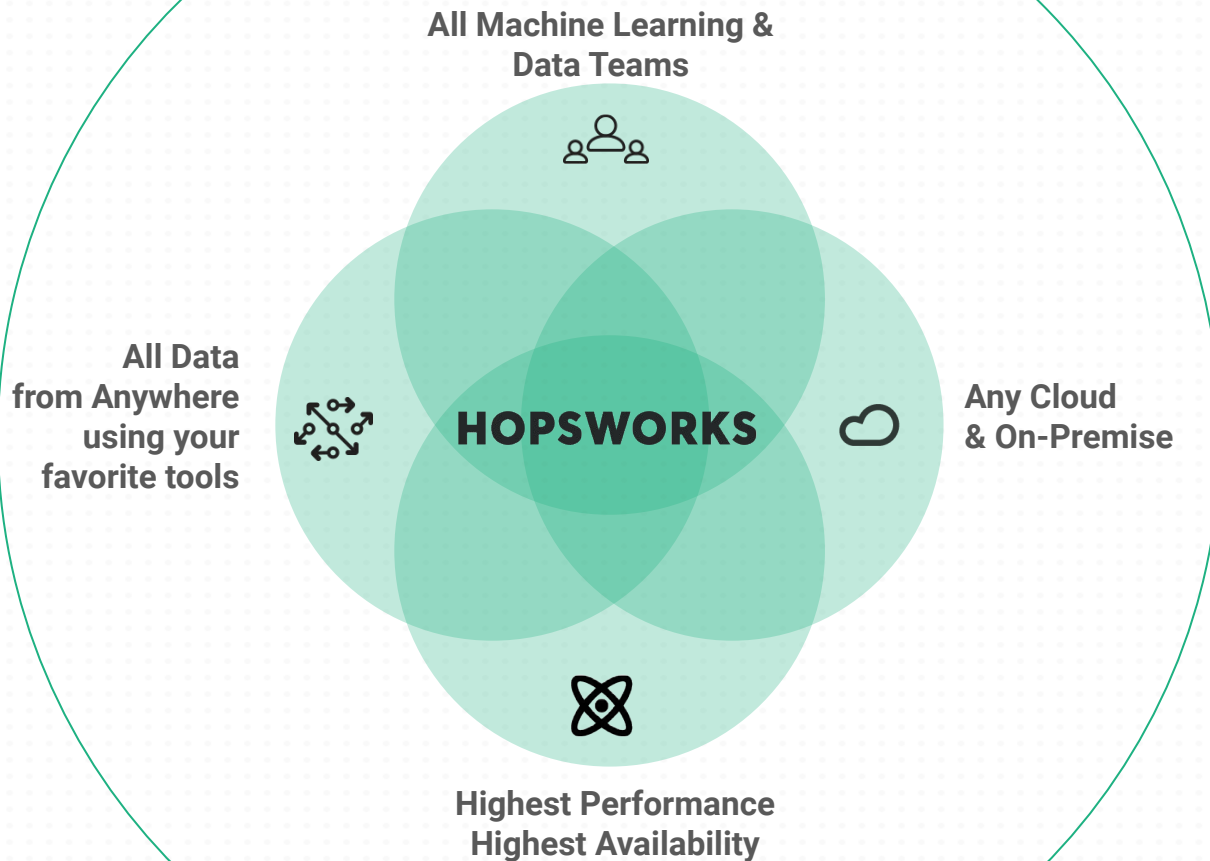 All Machine Learning &
Data Teams
All Data
from Anywhere
using your
favorite tools
HOPSWORKS
Any Cloud
& On-Premise
Highest Performance
Highest Availability